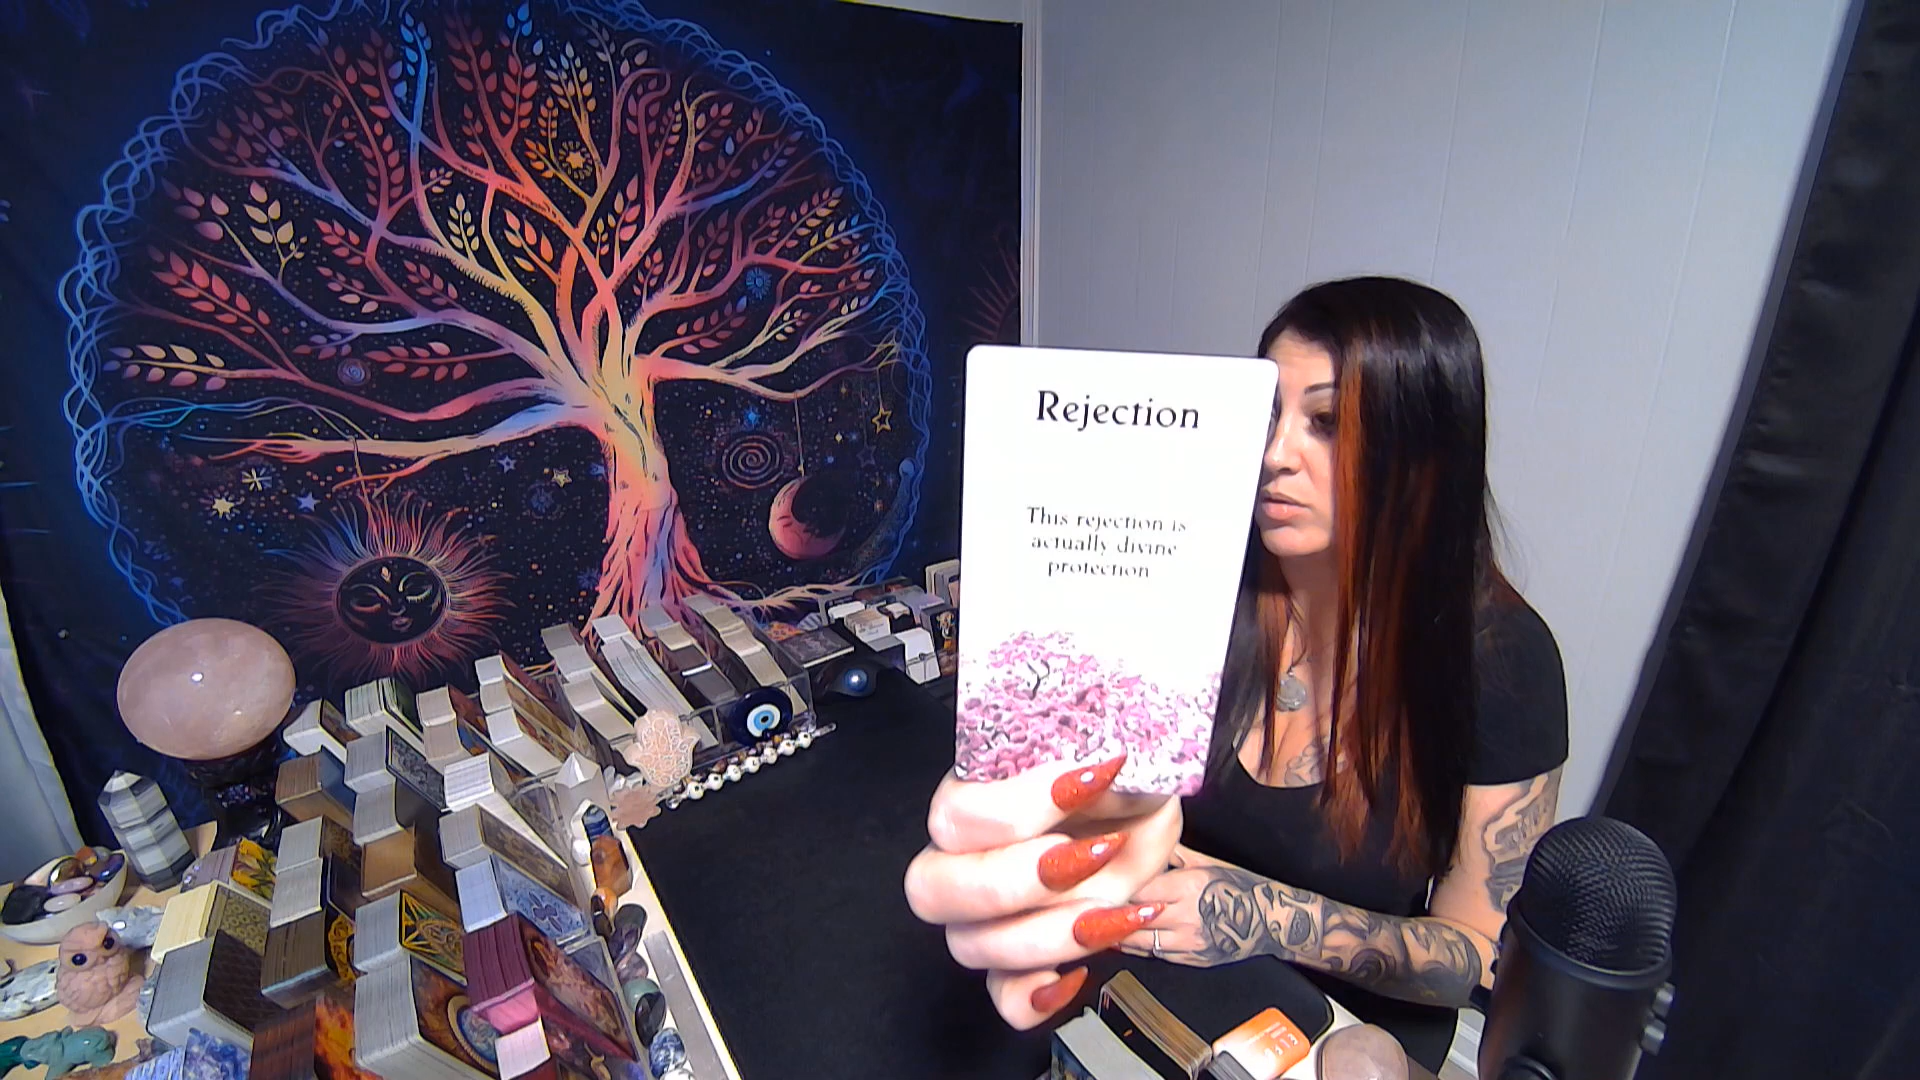 Rejection
This rejection is
actually divine
protection